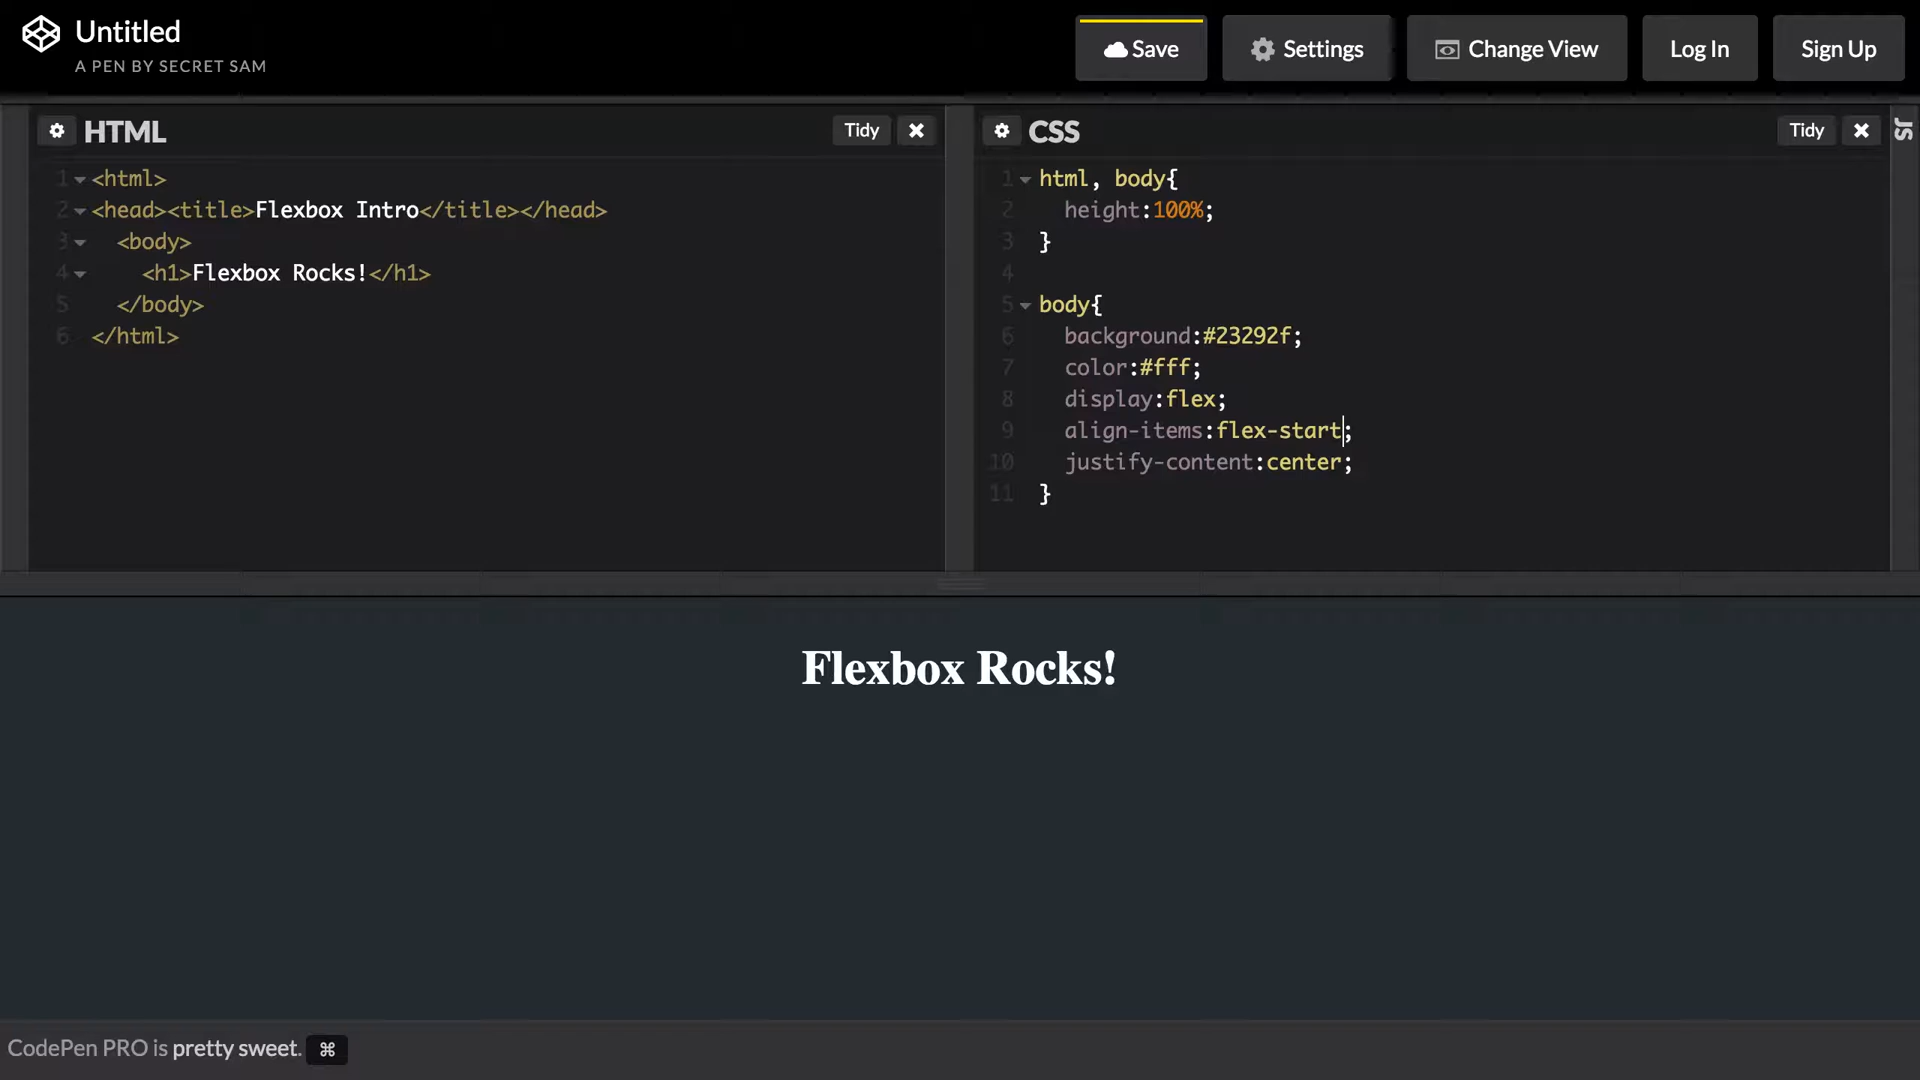 Untitled
A PEN BY SECRET SAM
Save
Settings
Change View
Log In
Sign Up
HTML
Tidy
1 <html>
2 <head><title>Flexbox Intro</title></head>
3 <body>
4 <h1>Flexbox Rocks!</h1>
5 </body>
6 </html>
CSS
Tidy
JS
1 html, body{
2 height:100%;
3 }
4
5 body{
6 background:#23292f;
7 color:#fff;
8 display:flex;
9 align-items:flex-start;
10 justify-content:center;
11 }
Flexbox Rocks!
CodePen PRO is pretty sweet. ⌘